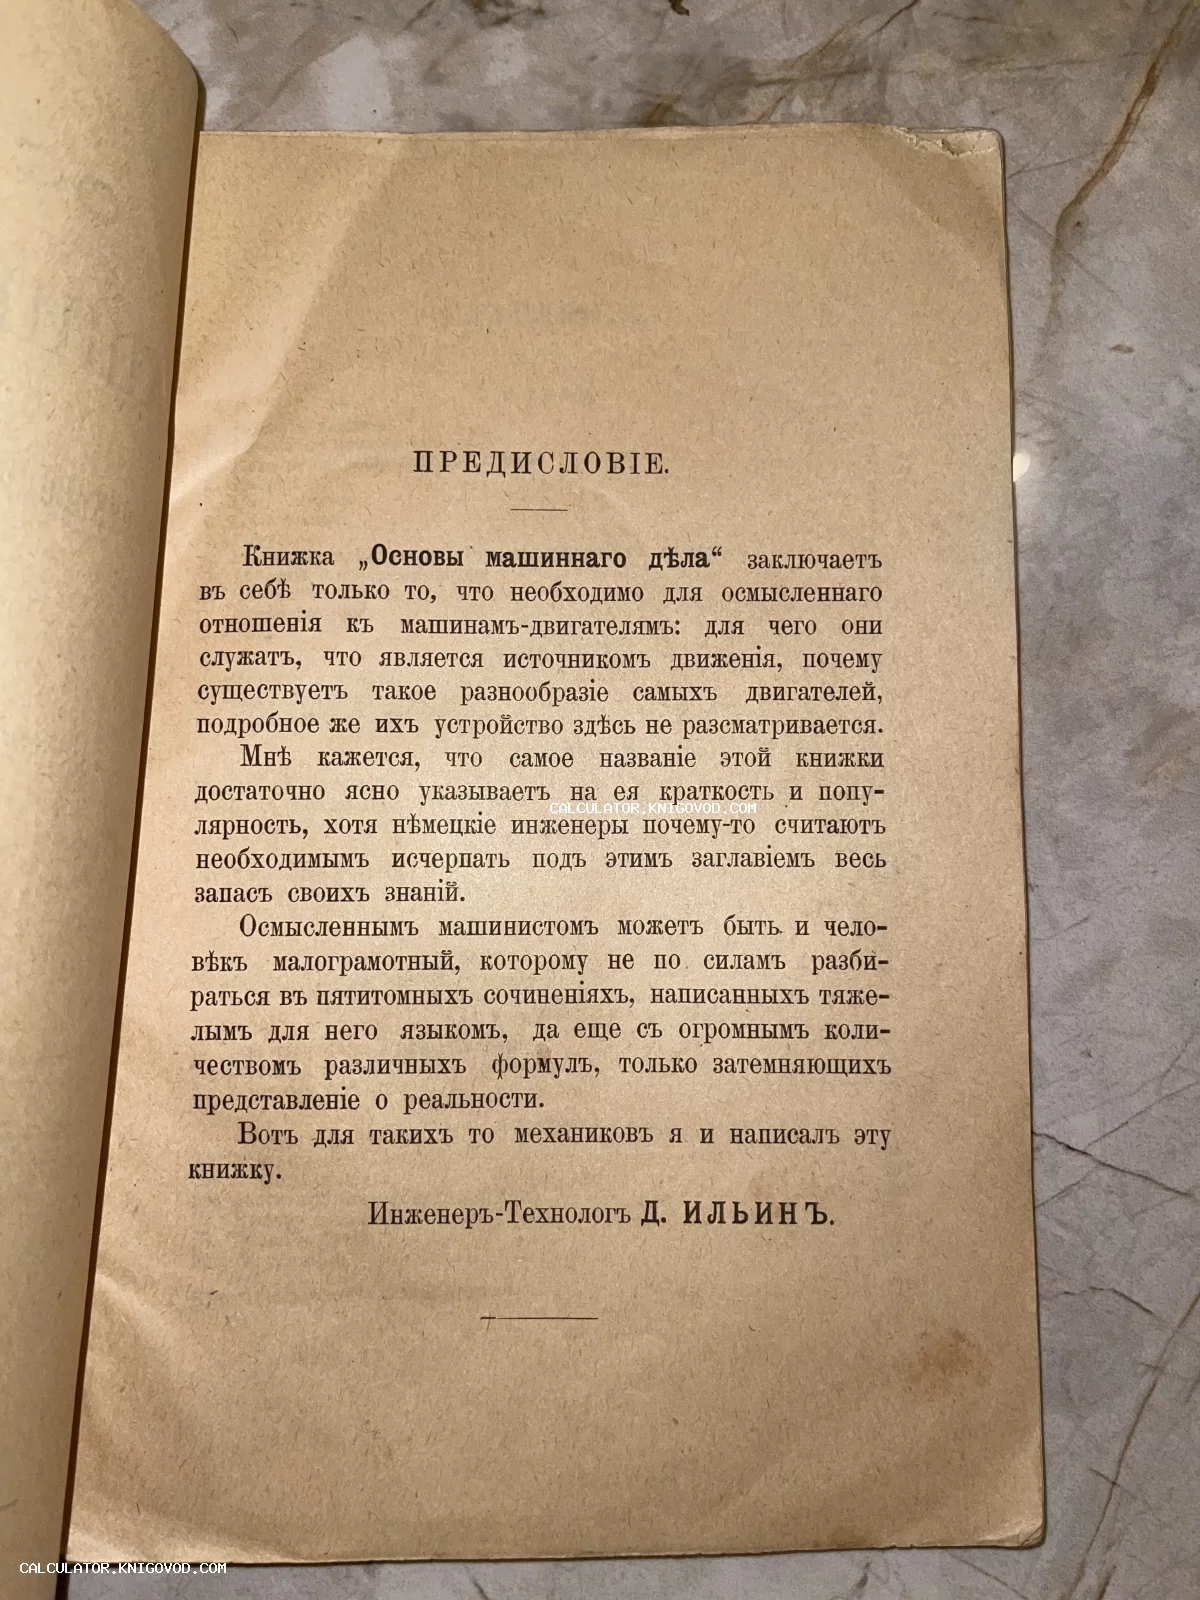 ПРЕДИСЛОВІЕ.
Книжка „Основы машиннаго дѣла“ заключаетъ
въ себѣ только то, что необходимо для осмысленнаго
отношенія къ машинамъ-двигателямъ: для чего они
служатъ, что является источникомъ движенія, почему
существуетъ такое разнообразіе самыхъ двигателей,
подробное же ихъ устройство здѣсь не разсматривается.
Мнѣ кажется, что самое названіе этой книжки
достаточно ясно указываетъ на ея краткость и попу-
CALCULATOR.KNIGOVOD.COM
лярность, хотя нѣмецкіе инженеры почему-то считаютъ
необходимымъ исчерпать подъ этимъ заглавіемъ весь
запасъ своихъ знаній.
Осмысленнымъ машинистомъ можетъ быть и чело-
вѣкъ малограмотный, которому не по силамъ разби-
раться въ пятитомныхъ сочиненіяхъ, написанныхъ тяже-
лымъ для него языкомъ, да еще съ огромнымъ коли-
чествомъ различныхъ формулъ, только затемняющихъ
представленіе о реальности.
Вотъ для такихъ то механиковъ я и написалъ эту
книжку.
Инженеръ-Технологъ Д. ИЛЬИНЪ.
CALCULATOR.KNIGOVOD.COM